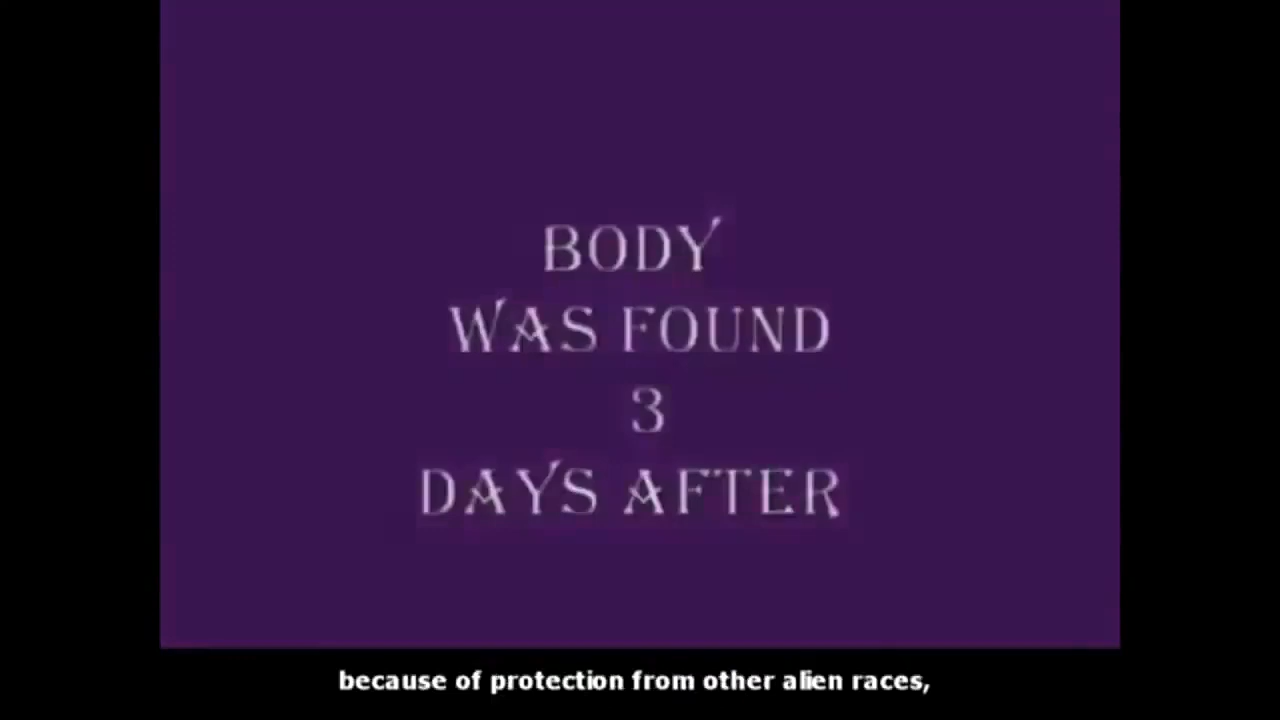 BODY
WAS FOUND
3
DAYS AFTER
because of protection from other alien races,